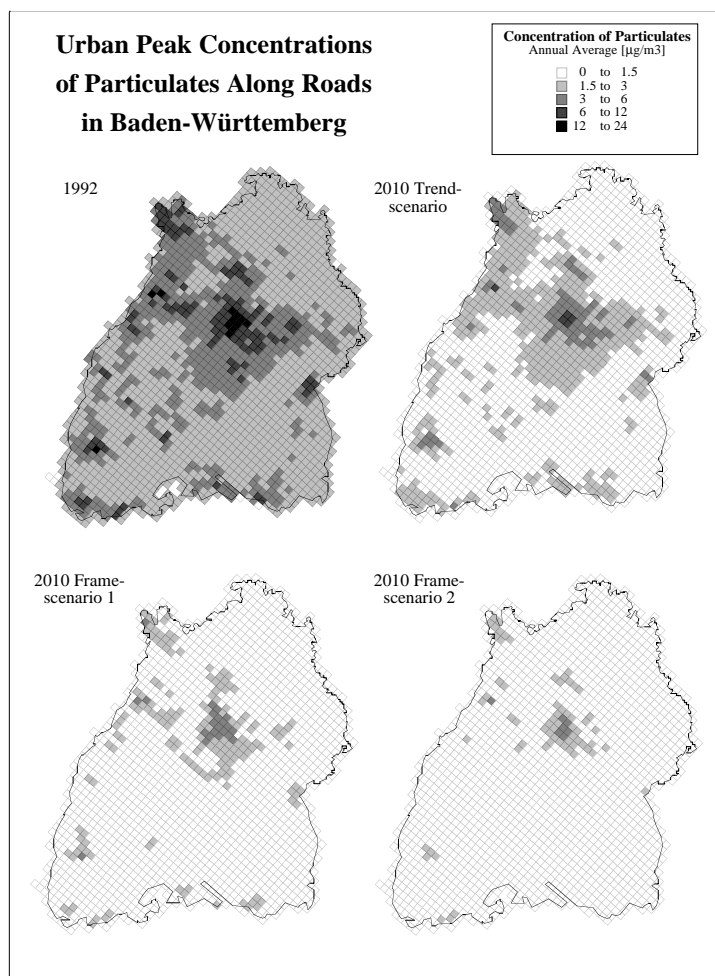 Urban Peak Concentrations
of Particulates Along Roads
in Baden-Württemberg
Concentration of Particulates
Annual Average [µg/m3]
0 to 1.5
1.5 to 3
3 to 6
6 to 12
12 to 24
1992
2010 Trend-
scenario
2010 Frame-
scenario 1
2010 Frame-
scenario 2